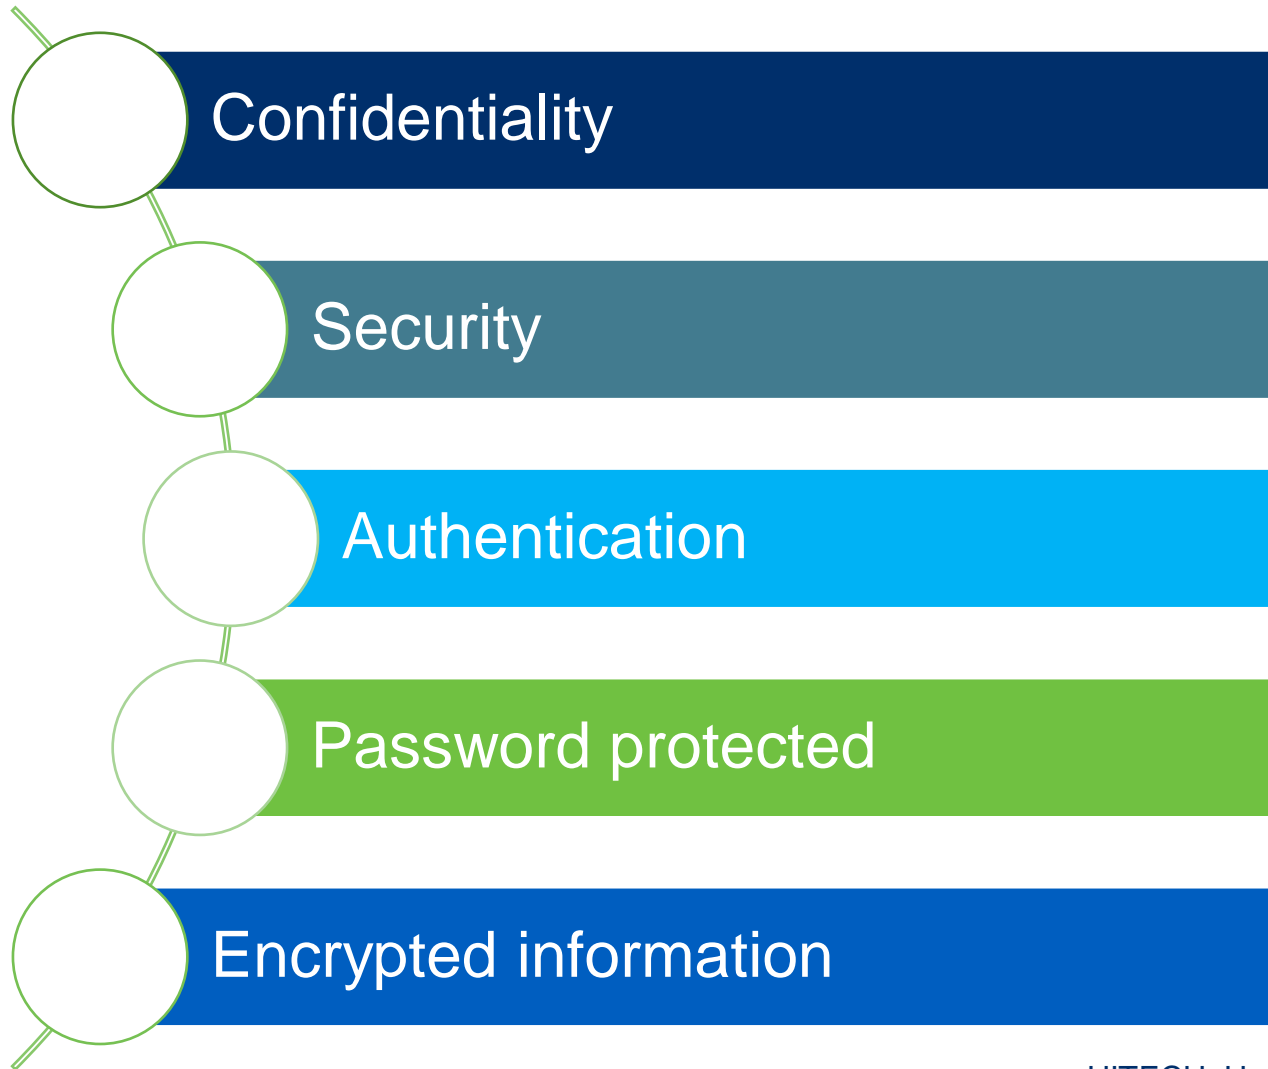 Confidentiality
Security
Authentication
Password protected
Encrypted information